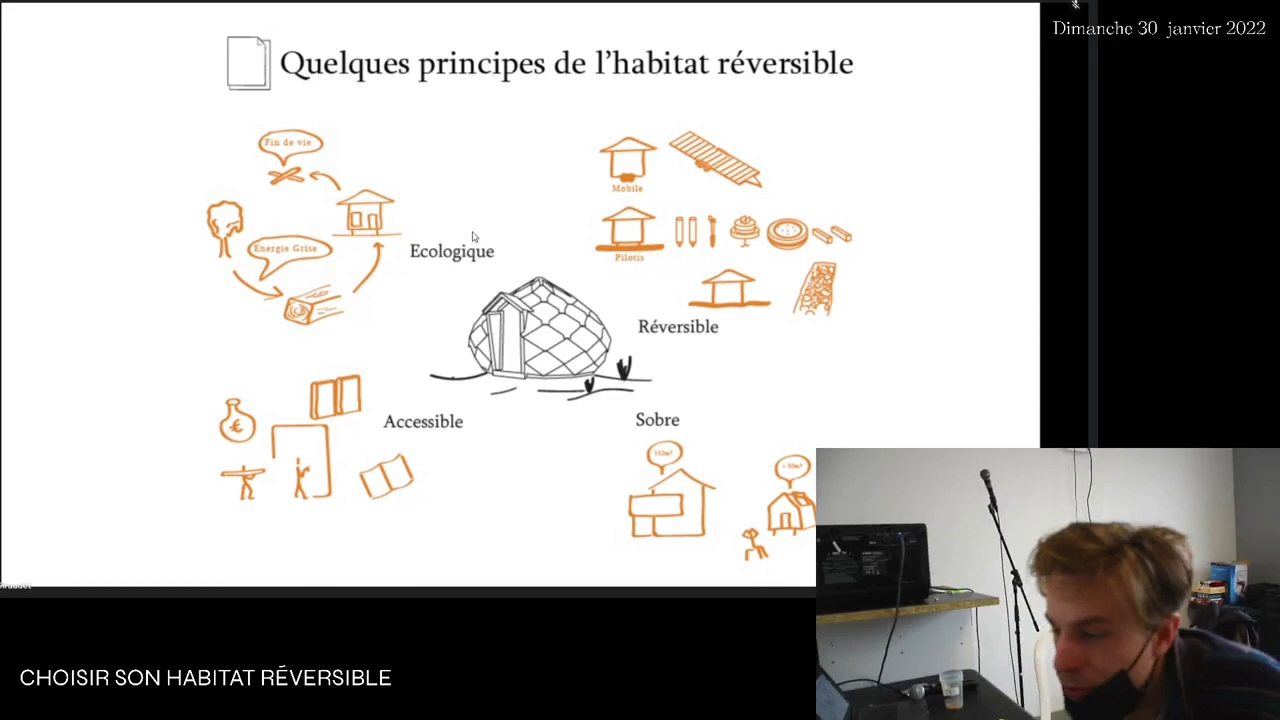 Dimanche 30 janvier 2022
Quelques principes de l'habitat réversible
Fin de vie
Mobile
Energie Grise
Ecologique
Pilotis
Réversible
Accessible
Sobre
€
CHOISIR SON HABITAT RÉVERSIBLE